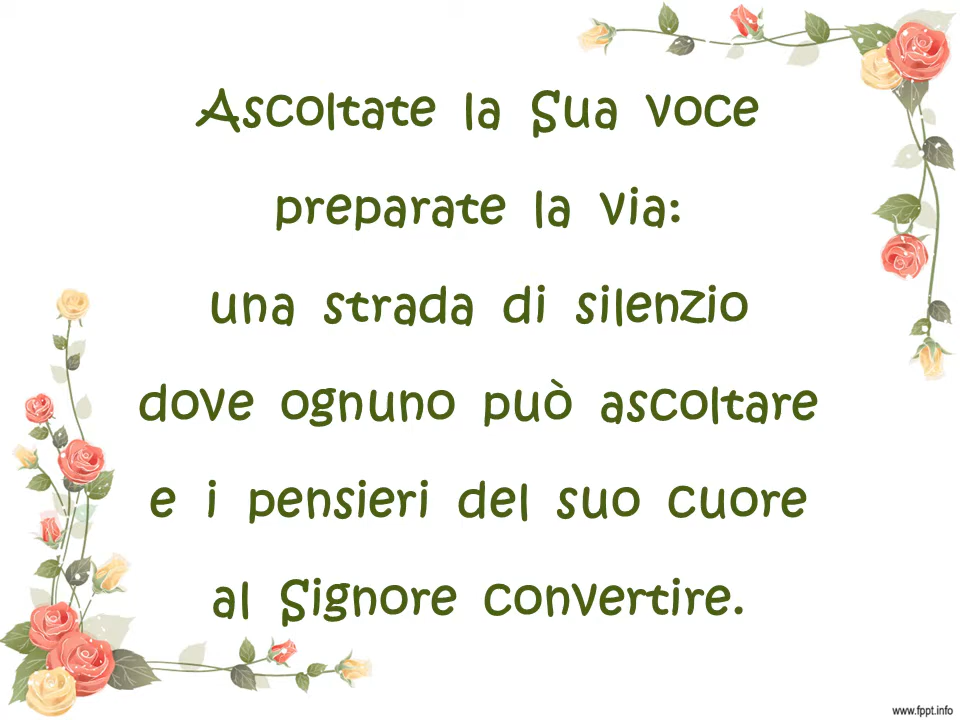 Ascoltate la Sua voce
preparate la via:
una strada di silenzio
dove ognuno può ascoltare
e i pensieri del suo cuore
al Signore convertire.
www.fppt.info